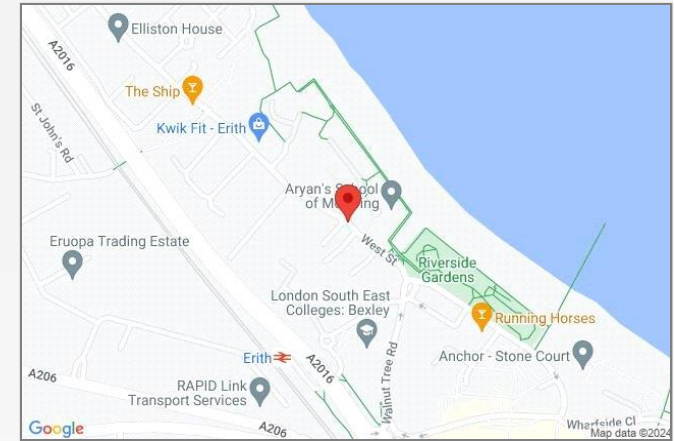 Elliston House
A2016
The Ship
Kwik Fit - Erith
St John's Rd
Aryan's School
of M
ing
West St
Eruopa Trading Estate
Riverside
Gardens
London South East
Colleges: Bexley
Running Horses
Erith
A2016
Anchor - Stone Court
Walnut Tree Rd
A206
RAPID Link
Transport Services
A206
Wharfside Cl
Google
Map data ©2024